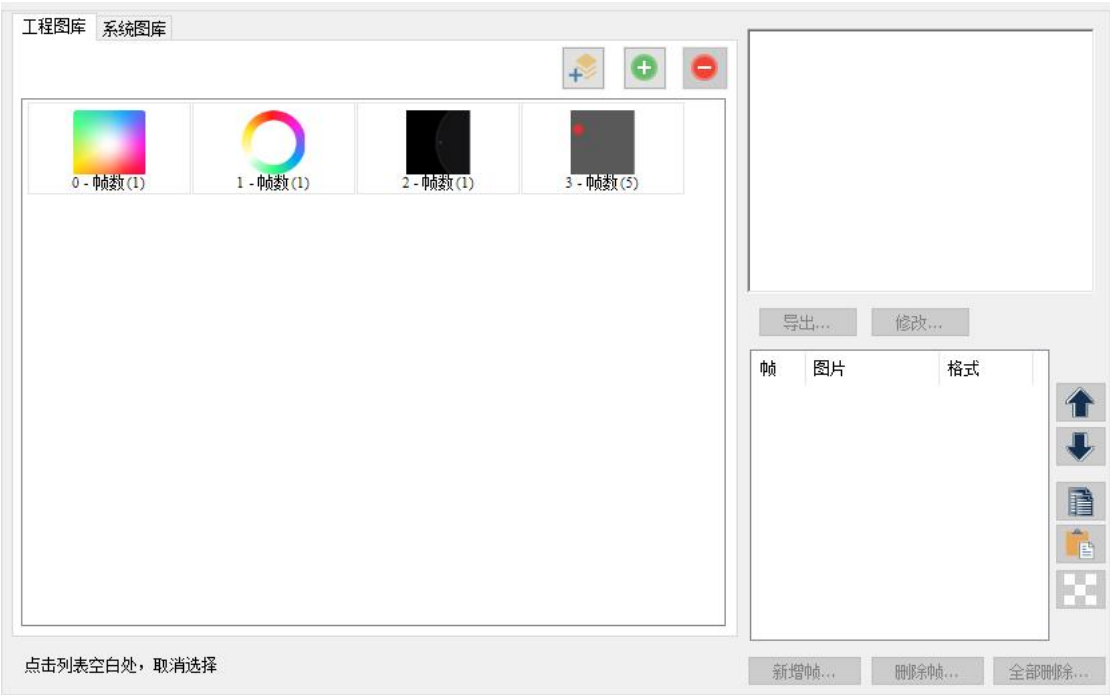 工程图库 系统图库
0 - 帧数(1) 1 - 帧数(1) 2 - 帧数(1) 3 - 帧数(5)
导出... 修改...
帧 图片 格式
点击列表空白处，取消选择
新增帧... 删除帧... 全部删除...